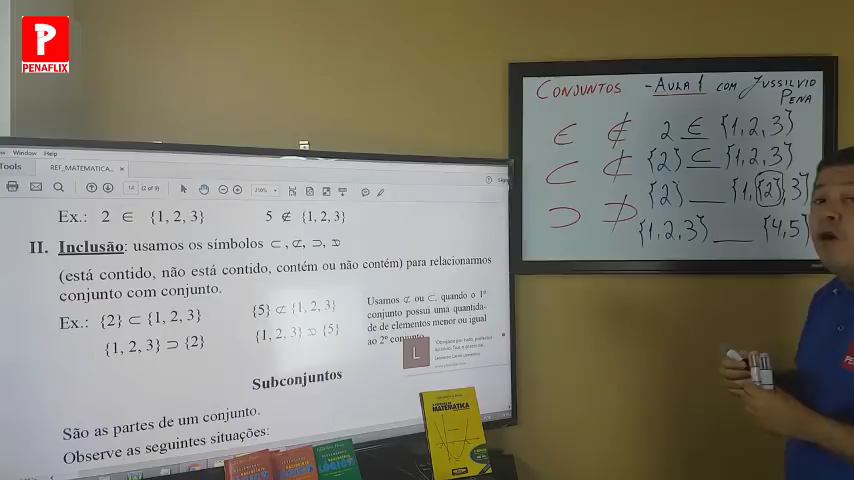 PENAFLIX
Window Help
Tools
REF_MATEMATICA...
14 (2 of 9)
210%
Sign
Ex.: 2 ∈ {1, 2, 3} 5 ∉ {1, 2, 3}
II. Inclusão: usamos os símbolos ⊂, ⊄, ⊃, ⊅
(está contido, não está contido, contém ou não contém) para relacionarmos
conjunto com conjunto.
Ex.: {2} ⊂ {1, 2, 3} {5} ⊄ {1, 2, 3}
{1, 2, 3} ⊃ {2} {1, 2, 3} ⊅ {5}
Usamos ⊄ ou ⊂, quando o 1º
conjunto possui uma quantida-
de de elementos menor ou igual
ao 2º conjunto
L
Subconjuntos
São as partes de um conjunto.
Observe as seguintes situações:
MATEMÁTICA
LÓGICO
LÓGICO
CONJUNTOS - AULA 1 COM JUSSILVIO
PENA
∈ ∉ 2 ∈ {1,2,3}
⊂ ⊄ {2} ⊂ {1,2,3}
{2} ___ {1,{2},3}
⊃ ⊅ {1,2,3} ___ {4,5}